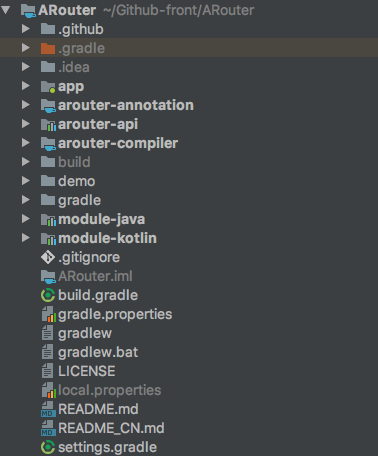 ARouter ~/Github-front/ARouter
.github
.gradle
.idea
app
arouter-annotation
arouter-api
arouter-compiler
build
demo
gradle
module-java
module-kotlin
.gitignore
ARouter.iml
build.gradle
gradle.properties
gradlew
gradlew.bat
LICENSE
local.properties
MD README.md
MD README_CN.md
settings.gradle